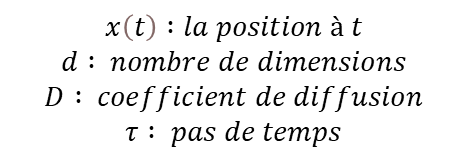 x(t) : la position à t
d : nombre de dimensions
D : coefficient de diffusion
τ : pas de temps